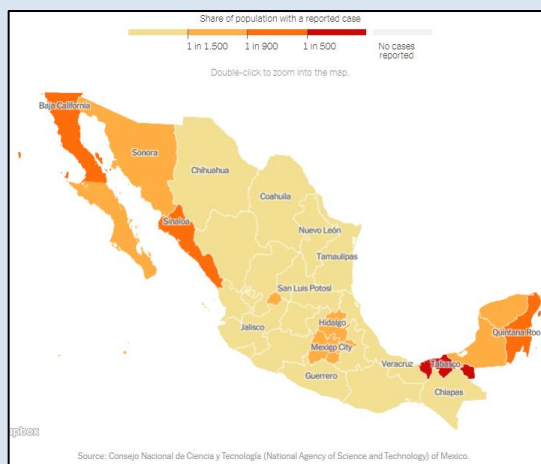 Share of population with a reported case
1 in 1.500
1 in 900
1 in 500
No cases
reported
Double-click to zoom into the map.
Baja California
Sonora
Chihuahua
Coahuila
Sinaloa
Nuevo León
Tamaulipas
San Luis Potosí
Hidalgo
Quintana Roo
Jalisco
Mexico City
Veracruz
Tabasco
Guerrero
Chiapas
pbox
Source: Consejo Nacional de Ciencia y Tecnología (National Agency of Science and Technology) of Mexico.